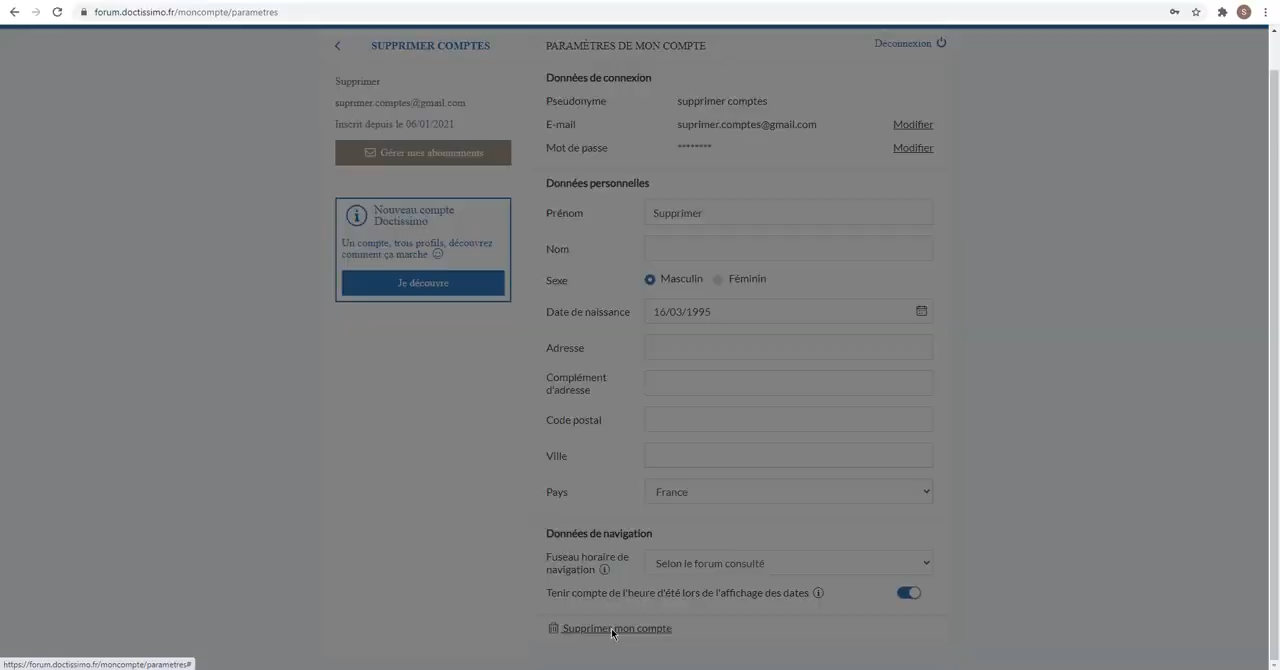 forum.doctissimo.fr/moncompte/parametres
S
SUPPRIMER COMPTES
Supprimer
suprimer.comptes@gmail.com
Inscrit depuis le 06/01/2021
Gérer mes abonnements
Nouveau compte
Doctissimo
Un compte, trois profils, découvrez
comment ça marche
Je découvre
PARAMÈTRES DE MON COMPTE
Déconnexion
Données de connexion
Pseudonyme supprimer comptes
E-mail suprimer.comptes@gmail.com Modifier
Mot de passe ******** Modifier
Données personnelles
Prénom Supprimer
Nom
Sexe Masculin Féminin
Date de naissance 16/03/1995
Adresse
Complément
d'adresse
Code postal
Ville
Pays France
Données de navigation
Fuseau horaire de
navigation Selon le forum consulté
Tenir compte de l'heure d'été lors de l'affichage des dates
Supprimer mon compte
https://forum.doctissimo.fr/moncompte/parametres#